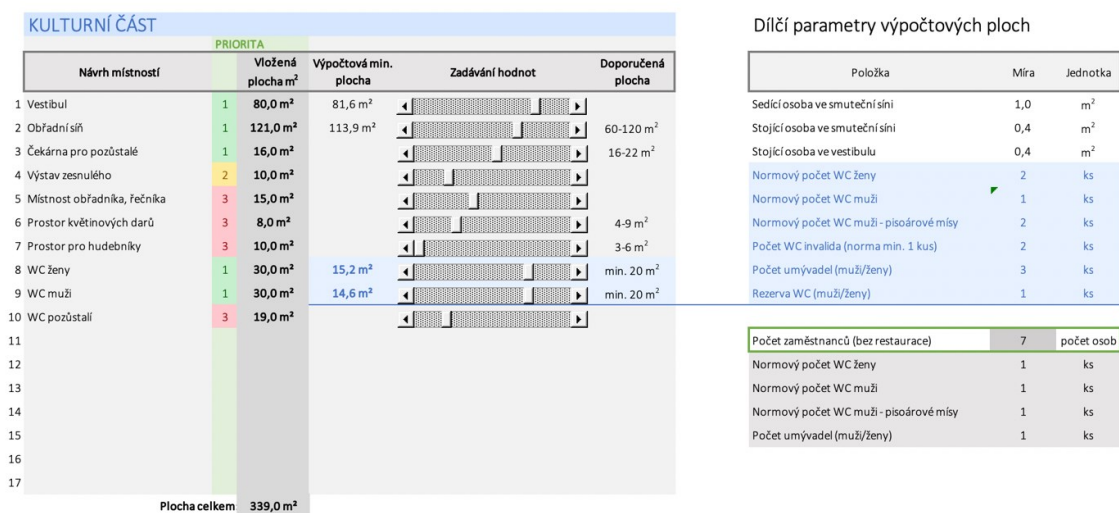 KULTURNÍ ČÁST
PRIORITA
Návrh místností Vložená plocha m² Výpočtová min. plocha Zadávání hodnot Doporučená plocha
1 Vestibul 1 80,0 m² 81,6 m²
2 Obřadní síň 1 121,0 m² 113,9 m² 60-120 m²
3 Čekárna pro pozůstalé 1 16,0 m² 16-22 m²
4 Výstav zesnulého 2 10,0 m²
5 Místnost obřadníka, řečníka 3 15,0 m²
6 Prostor květinových darů 3 8,0 m² 4-9 m²
7 Prostor pro hudebníky 3 10,0 m² 3-6 m²
8 WC ženy 1 30,0 m² 15,2 m² min. 20 m²
9 WC muži 1 30,0 m² 14,6 m² min. 20 m²
10 WC pozůstalí 3 19,0 m²
11
12
13
14
15
16
17
Plocha celkem 339,0 m²
Dílčí parametry výpočtových ploch
Položka Míra Jednotka
Sedící osoba ve smuteční síni 1,0 m²
Stojící osoba ve smuteční síni 0,4 m²
Stojící osoba ve vestibulu 0,4 m²
Normový počet WC ženy 2 ks
Normový počet WC muži 1 ks
Normový počet WC muži - pisoárové mísy 2 ks
Počet WC invalida (norma min. 1 kus) 2 ks
Počet umývadel (muži/ženy) 3 ks
Rezerva WC (muži/ženy) 1 ks
Počet zaměstnanců (bez restaurace) 7 počet osob
Normový počet WC ženy 1 ks
Normový počet WC muži 1 ks
Normový počet WC muži - pisoárové mísy 1 ks
Počet umývadel (muži/ženy) 1 ks